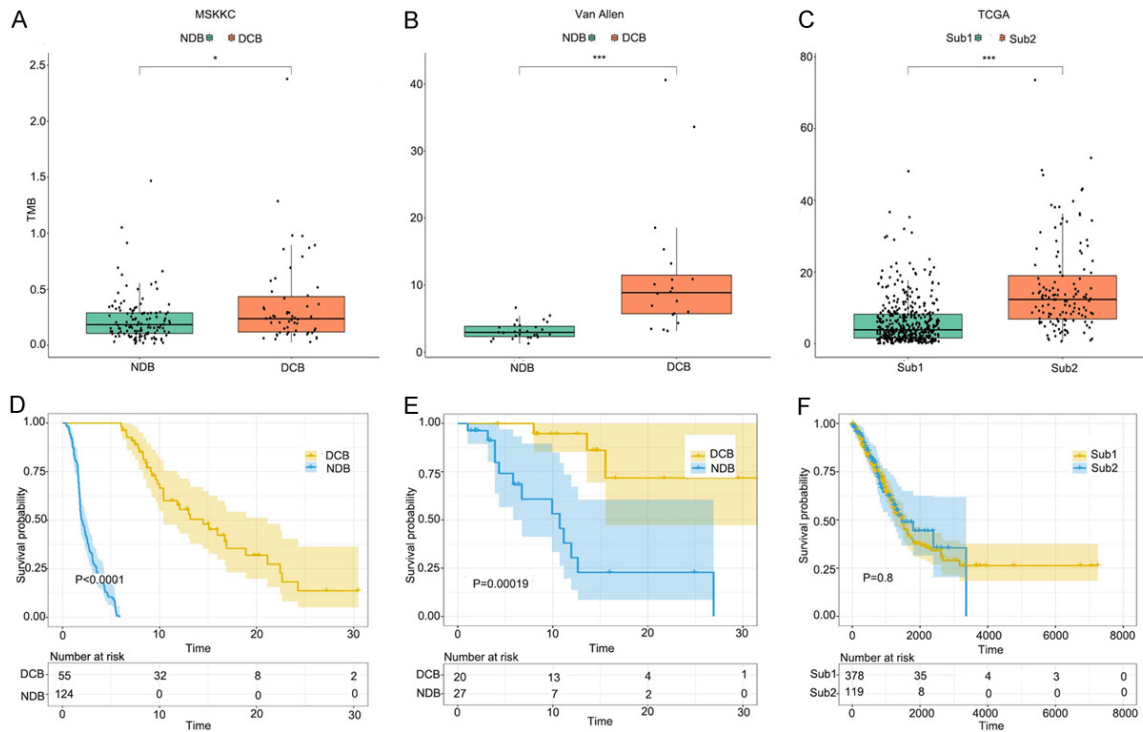 A
MSKKC
NDB DCB
*
TMB
2.5
2.0
1.5
1.0
0.5
0.0
NDB DCB
B
Van Allen
NDB DCB
***
40
30
20
10
0
NDB DCB
C
TCGA
Sub1 Sub2
***
80
60
40
20
0
Sub1 Sub2
D
Survival probability
1.00
0.75
0.50
0.25
0.00
DCB
NDB
P<0.0001
0 10 20 30
Time
Number at risk
DCB 55 32 8 2
NDB 124 0 0 0
0 10 20 30
Time
E
Survival probability
1.00
0.75
0.50
0.25
0.00
DCB
NDB
P=0.00019
0 10 20 30
Time
Number at risk
DCB 20 13 4 1
NDB 27 7 2 0
0 10 20 30
Time
F
Survival probability
1.00
0.75
0.50
0.25
0.00
Sub1
Sub2
P=0.8
0 2000 4000 6000 8000
Time
Number at risk
Sub1 378 35 4 3 0
Sub2 119 8 0 0 0
0 2000 4000 6000 8000
Time